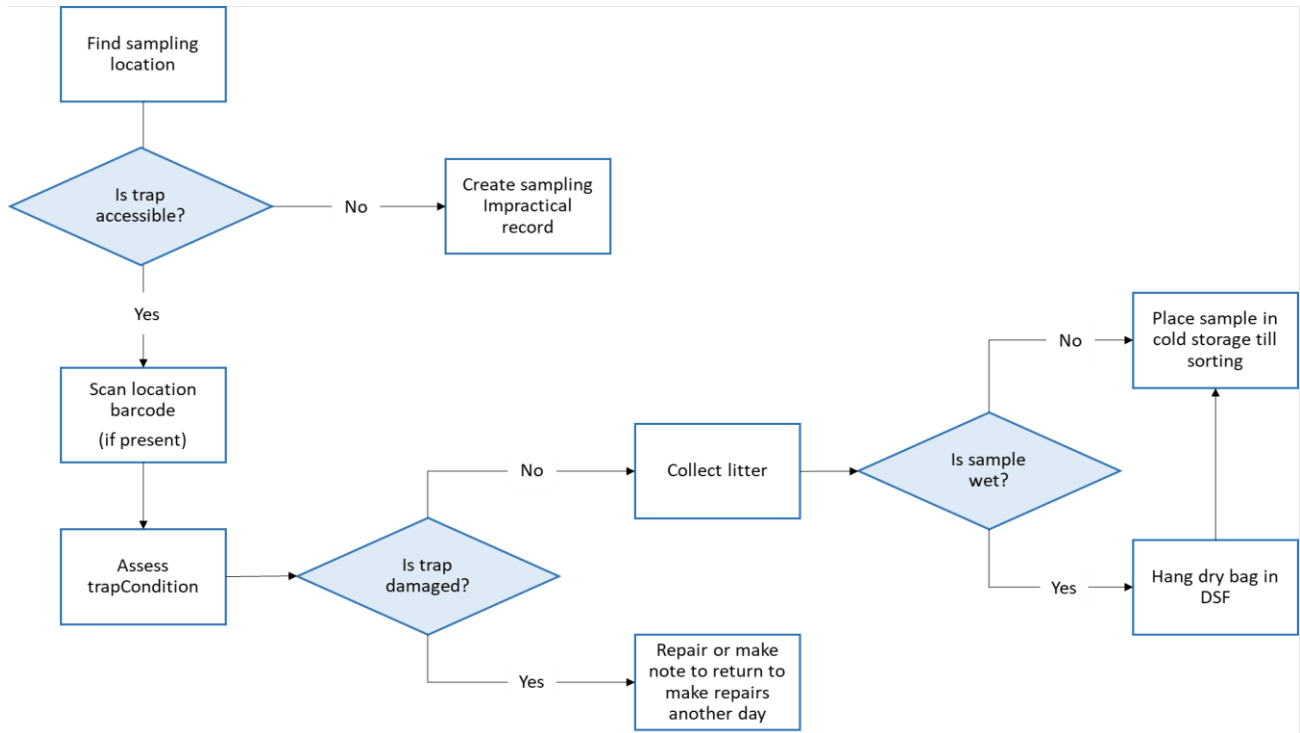 Find sampling
location
Is trap
accessible?
No
Create sampling
Impractical
record
Yes
Scan location
barcode
(if present)
Assess
trapCondition
Is trap
damaged?
No
Collect litter
Is sample
wet?
No
Place sample in
cold storage till
sorting
Yes
Hang dry bag in
DSF
Yes
Repair or make
note to return to
make repairs
another day